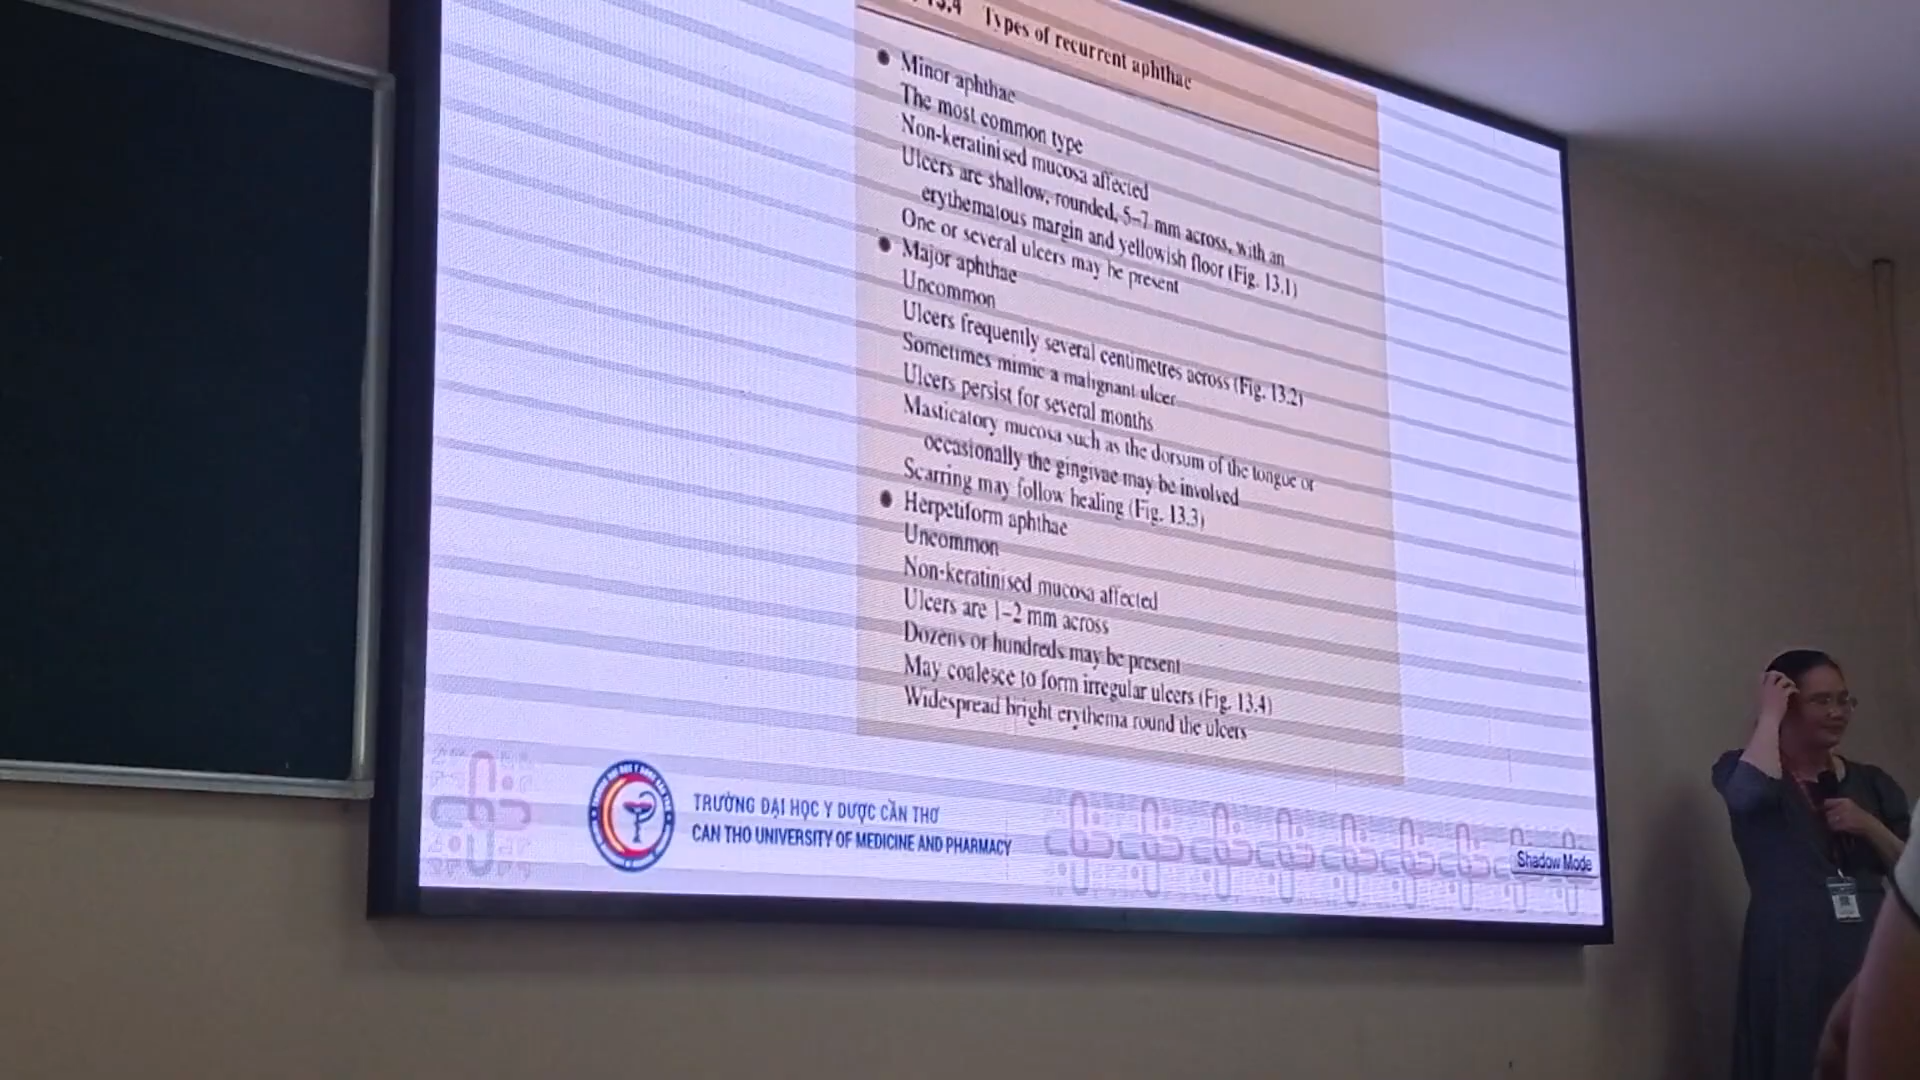 13.4 Types of recurrent aphthae
● Minor aphthae
The most common type
Non-keratinised mucosa affected
Ulcers are shallow, rounded, 5–7 mm across, with an
erythematous margin and yellowish floor (Fig. 13.1)
One or several ulcers may be present
● Major aphthae
Uncommon
Ulcers frequently several centimetres across (Fig. 13.2)
Sometimes mimic a malignant ulcer
Ulcers persist for several months
Masticatory mucosa such as the dorsum of the tongue or
occasionally the gingivae may be involved
Scarring may follow healing (Fig. 13.3)
● Herpetiform aphthae
Uncommon
Non-keratinised mucosa affected
Ulcers are 1–2 mm across
Dozens or hundreds may be present
May coalesce to form irregular ulcers (Fig. 13.4)
Widespread bright erythema round the ulcers
TRƯỜNG ĐẠI HỌC Y DƯỢC CẦN THƠ
CAN THO UNIVERSITY OF MEDICINE AND PHARMACY
Shadow Mode